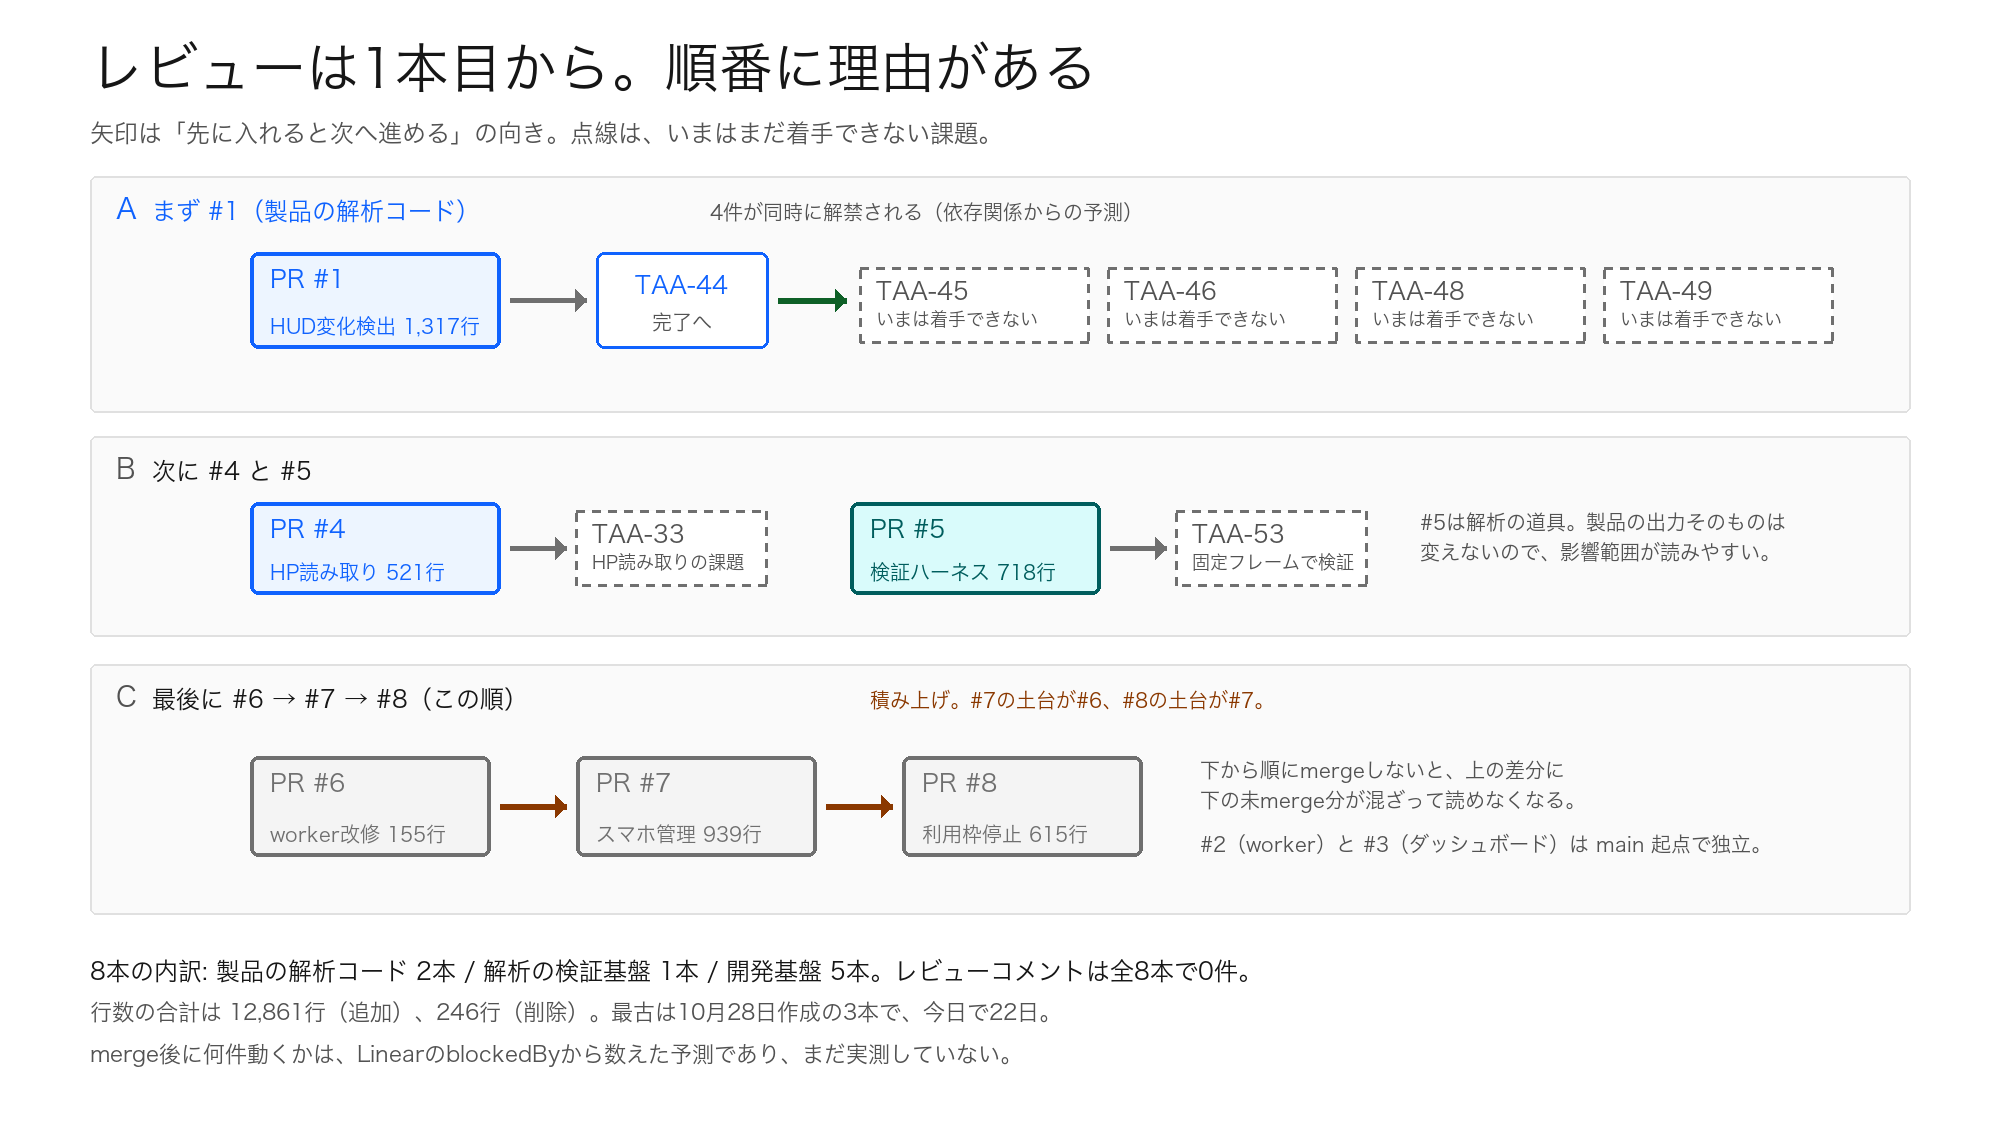 レビューは1本目から。順番に理由がある
矢印は「先に入れると次へ進める」の向き。点線は、いまはまだ着手できない課題。
A まず #1（製品の解析コード）
4件が同時に解禁される（依存関係からの予測）
PR #1
HUD変化検出 1,317行
TAA-44
完了へ
TAA-45
いまは着手できない
TAA-46
いまは着手できない
TAA-48
いまは着手できない
TAA-49
いまは着手できない
B 次に #4 と #5
PR #4
HP読み取り 521行
TAA-33
HP読み取りの課題
PR #5
検証ハーネス 718行
TAA-53
固定フレームで検証
#5は解析の道具。製品の出力そのものは
変えないので、影響範囲が読みやすい。
C 最後に #6 → #7 → #8（この順）
積み上げ。#7の土台が#6、#8の土台が#7。
PR #6
worker改修 155行
PR #7
スマホ管理 939行
PR #8
利用枠停止 615行
下から順にmergeしないと、上の差分に
下の未merge分が混ざって読めなくなる。
#2（worker）と #3（ダッシュボード）は main 起点で独立。
8本の内訳: 製品の解析コード 2本 / 解析の検証基盤 1本 / 開発基盤 5本。レビューコメントは全8本で0件。
行数の合計は 12,861行（追加）、246行（削除）。最古は10月28日作成の3本で、今日で22日。
merge後に何件動くかは、LinearのblockedByから数えた予測であり、まだ実測していない。